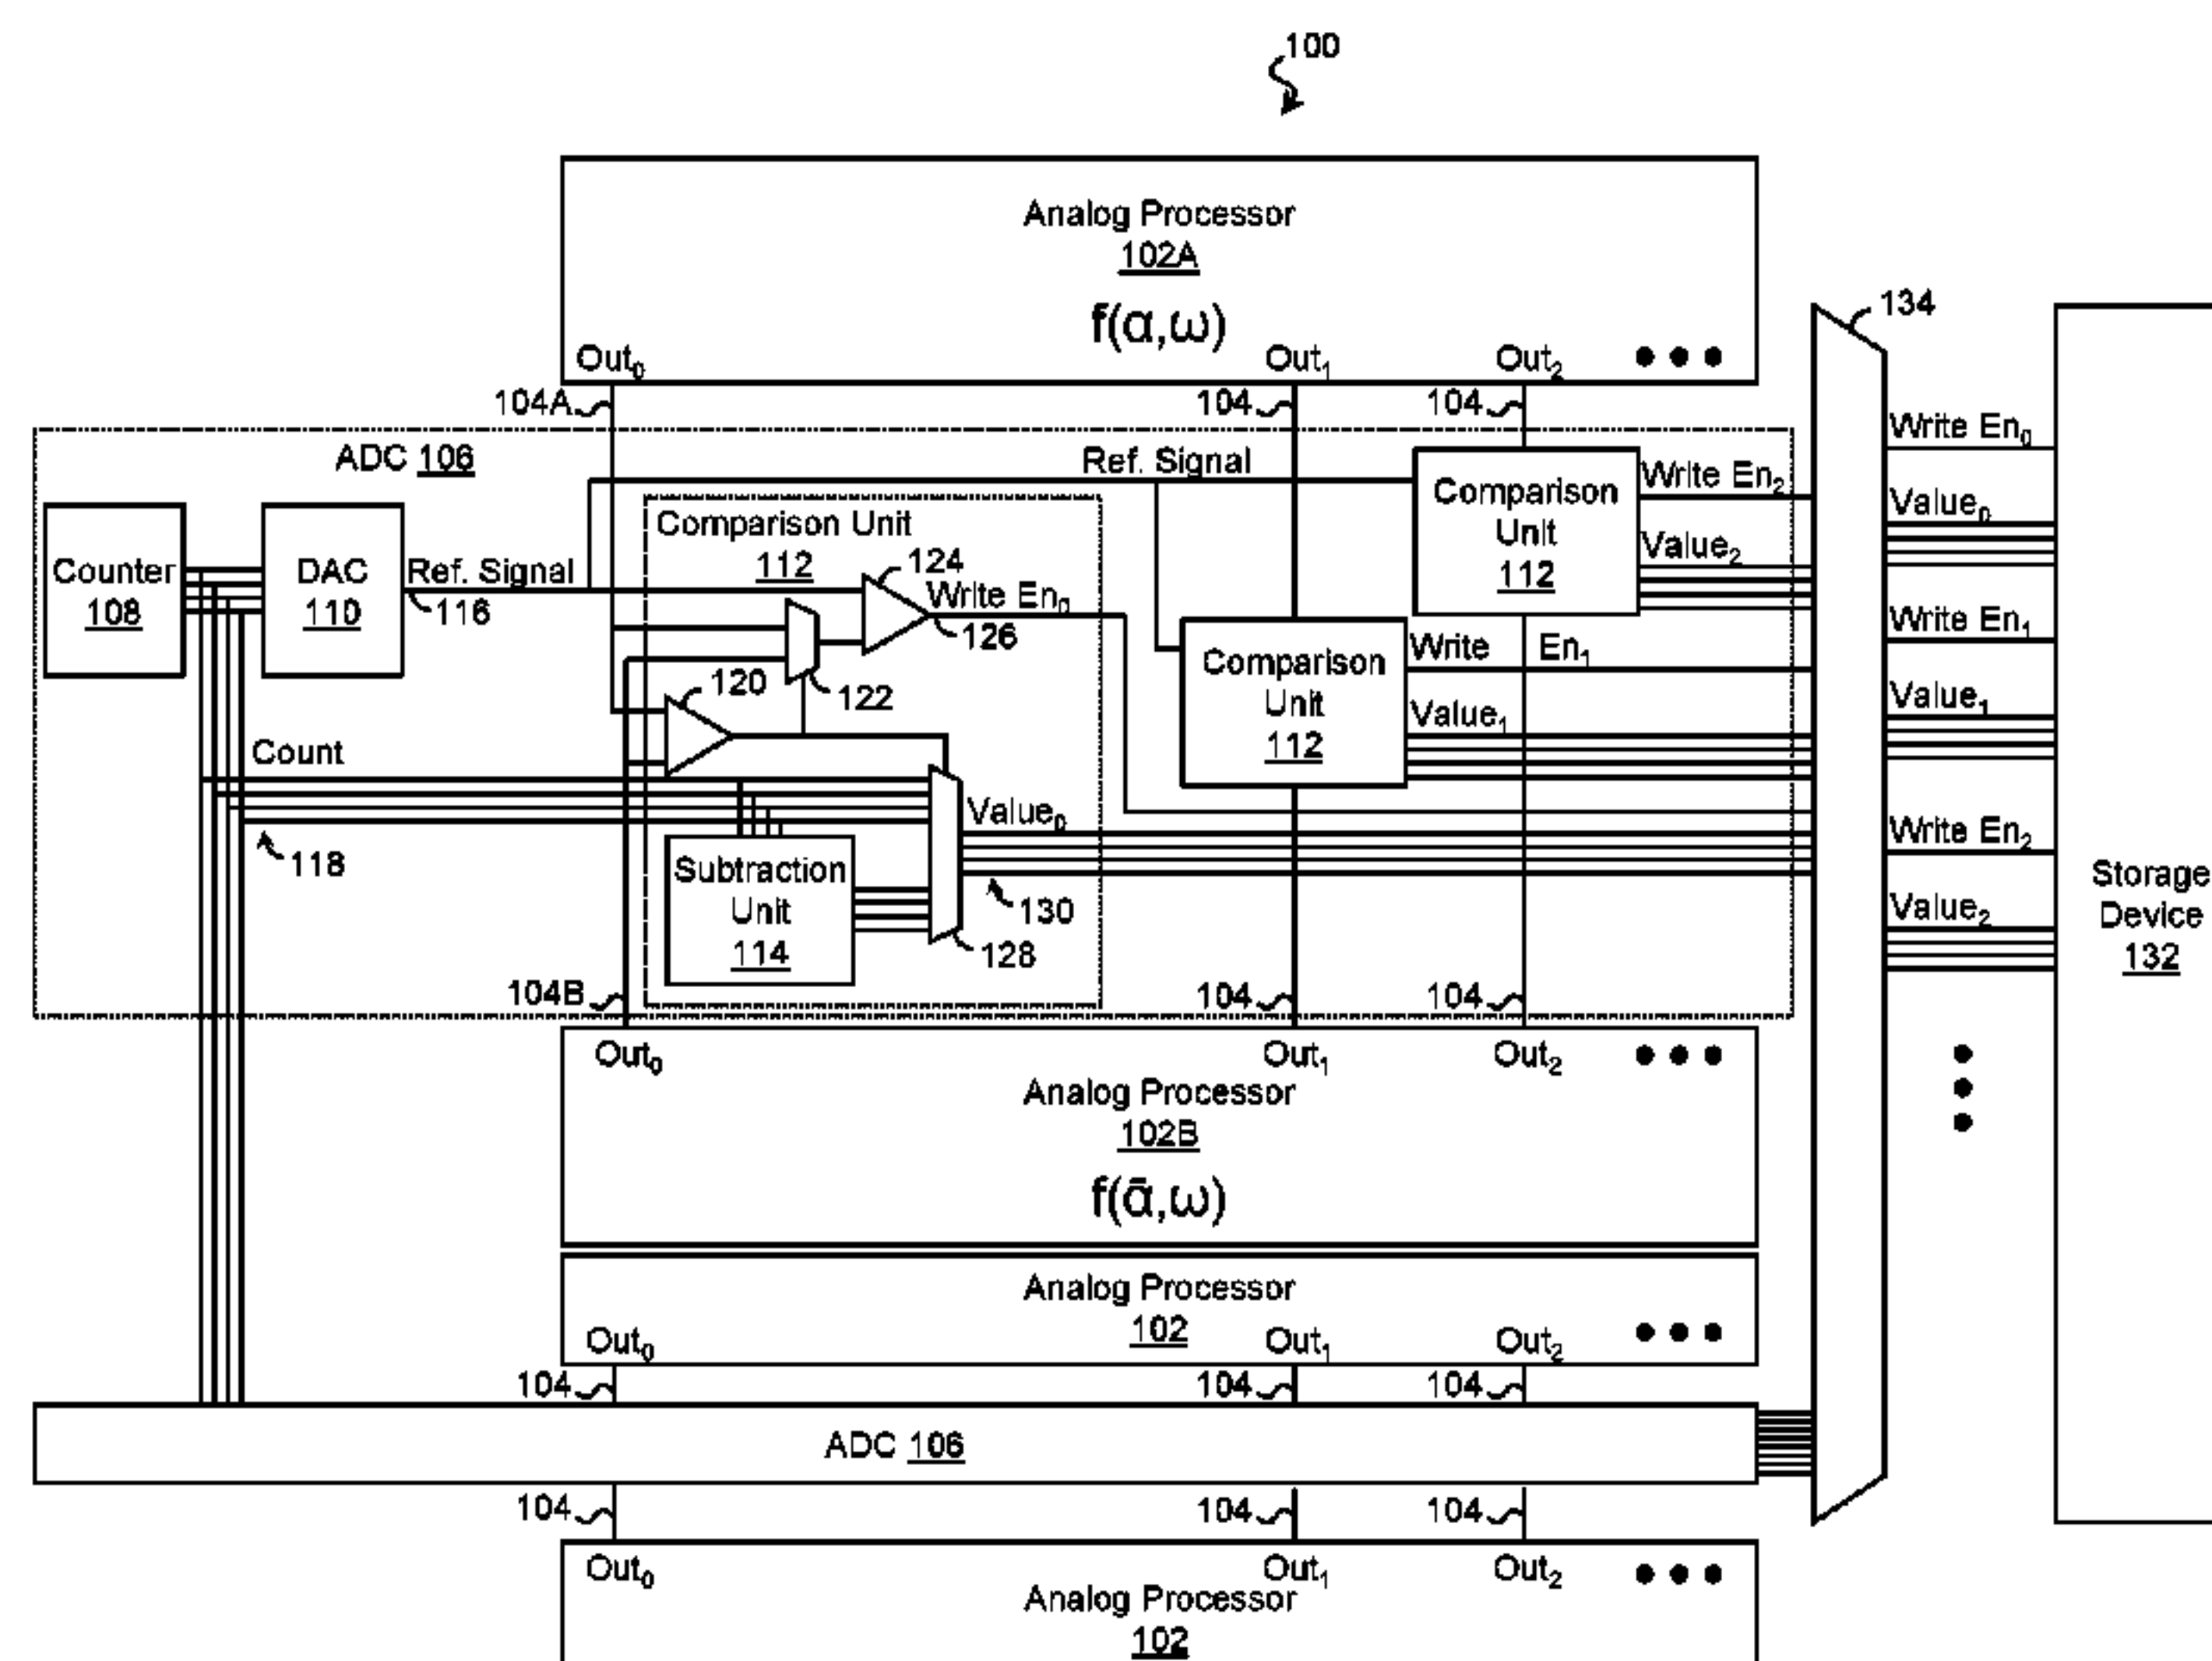 100
Analog Processor
102A
f(α,ω)
Out₀
Out₁
Out₂
104A
104
104
134
ADC 106
Ref. Signal
Counter
108
DAC
110
Ref. Signal
116
Comparison Unit
112
124
Write En₀
126
122
120
Comparison
Unit
112
Write En₂
Value₂
Comparison
Unit
112
Write En₁
Value₁
Count
118
Subtraction
Unit
114
Value₀
130
128
104B
104
104
Write En₀
Value₀
Write En₁
Value₁
Write En₂
Value₂
Storage
Device
132
Out₀
Out₁
Out₂
Analog Processor
102B
f(ᾱ,ω)
Analog Processor
102
Out₀
Out₁
Out₂
104
104
104
ADC 106
104
104
104
Out₀
Out₁
Out₂
Analog Processor
102